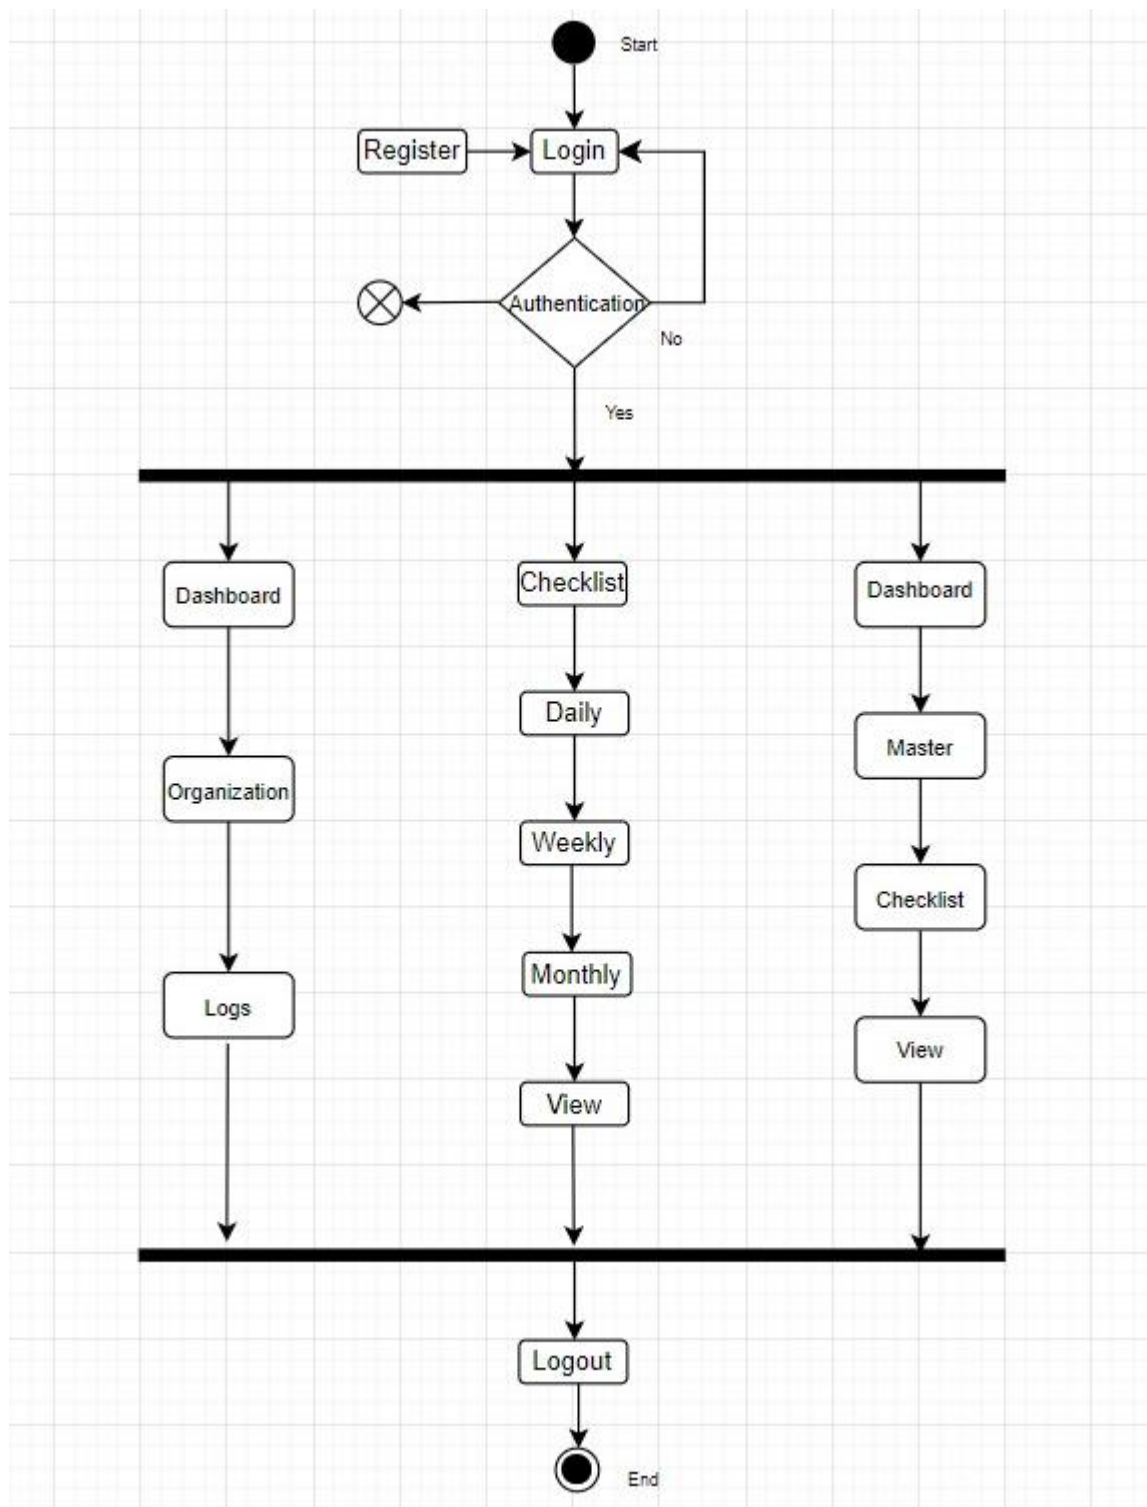 Start
Register
Login
Authentication
No
Yes
Dashboard
Checklist
Dashboard
Daily
Master
Organization
Weekly
Checklist
Monthly
Logs
View
View
Logout
End